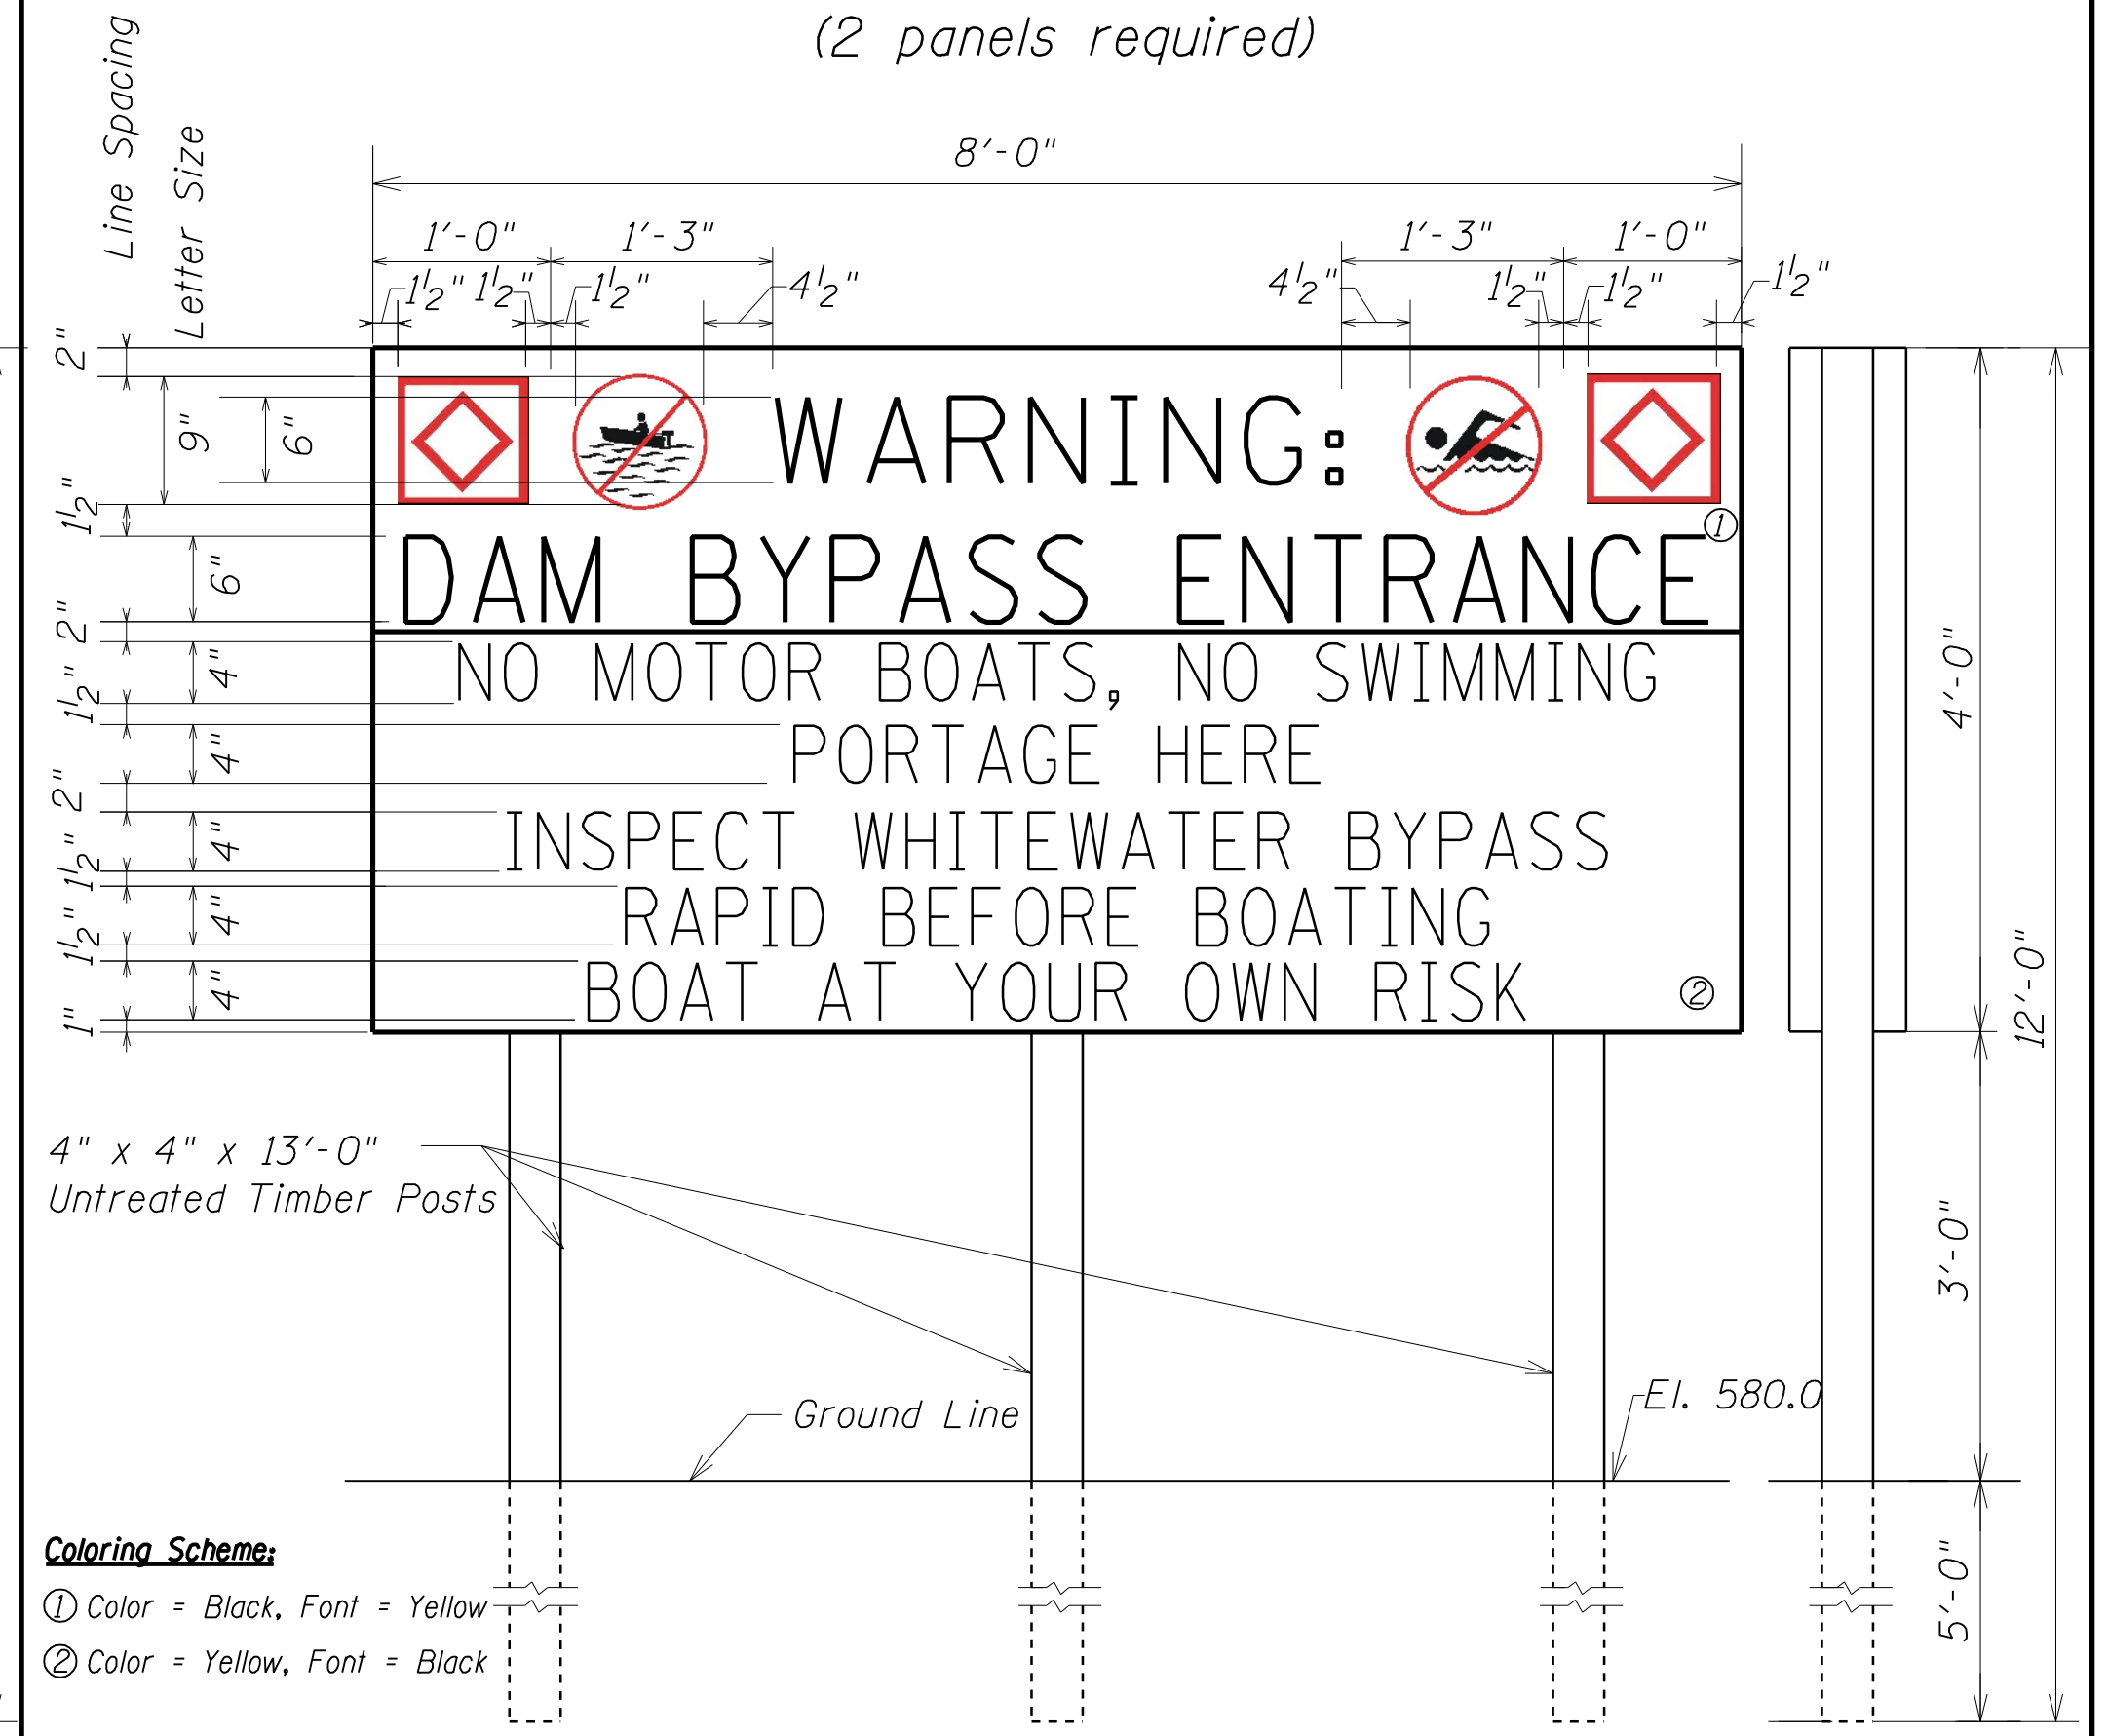 (2 panels required)
Line Spacing
Letter Size
8'-0"
1'-0" 1'-3" 1'-3" 1'-0"
1½" 1½" 1½" 4½" 4½" 1½" 1½" 1½"
2"
9" 6"
WARNING:
1½"
①
6"
DAM BYPASS ENTRANCE
2"
4"
NO MOTOR BOATS, NO SWIMMING
4'-0"
1½"
4"
PORTAGE HERE
2"
4"
INSPECT WHITEWATER BYPASS
1½"
4"
RAPID BEFORE BOATING
1½"
4"
BOAT AT YOUR OWN RISK
②
12'-0"
1"
4" x 4" x 13'-0"
Untreated Timber Posts
3'-0"
Ground Line
El. 580.0
5'-0"
Coloring Scheme:
① Color = Black, Font = Yellow
② Color = Yellow, Font = Black